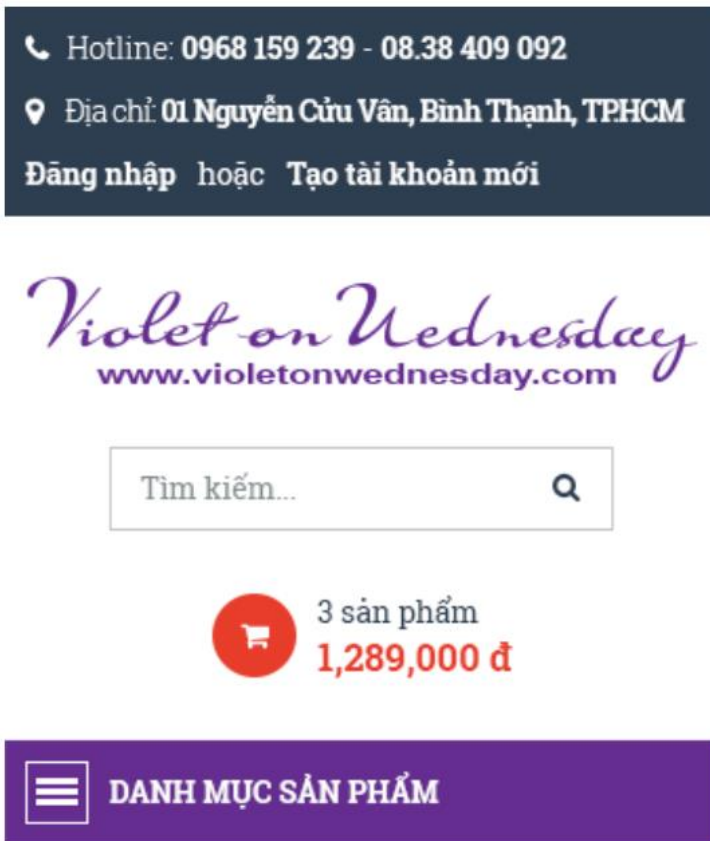 Hotline: 0968 159 239 - 08.38 409 092
Địa chỉ: 01 Nguyễn Cửu Vân, Bình Thạnh, TP.HCM
Đăng nhập hoặc Tạo tài khoản mới
Violet on Wednesday
www.violetonwednesday.com
Tìm kiếm...
3 sản phẩm
1,289,000 đ
DANH MỤC SẢN PHẨM